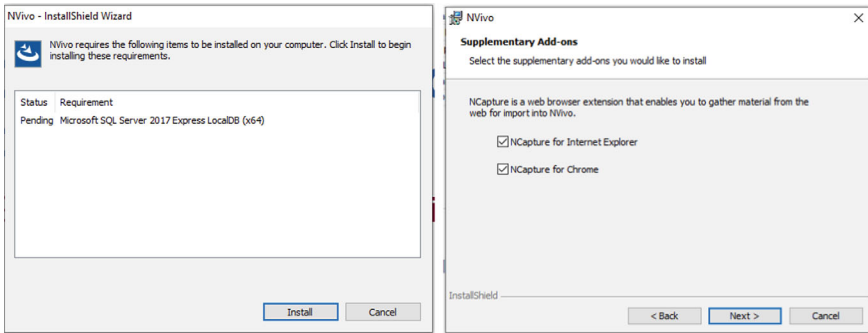 NVivo - InstallShield Wizard
NVivo requires the following items to be installed on your computer. Click Install to begin
installing these requirements.
Status Requirement
Pending Microsoft SQL Server 2017 Express LocalDB (x64)
Install Cancel
NVivo
Supplementary Add-ons
Select the supplementary add-ons you would like to install
NCapture is a web browser extension that enables you to gather material from the
web for import into NVivo.
NCapture for Internet Explorer
NCapture for Chrome
InstallShield
< Back Next > Cancel